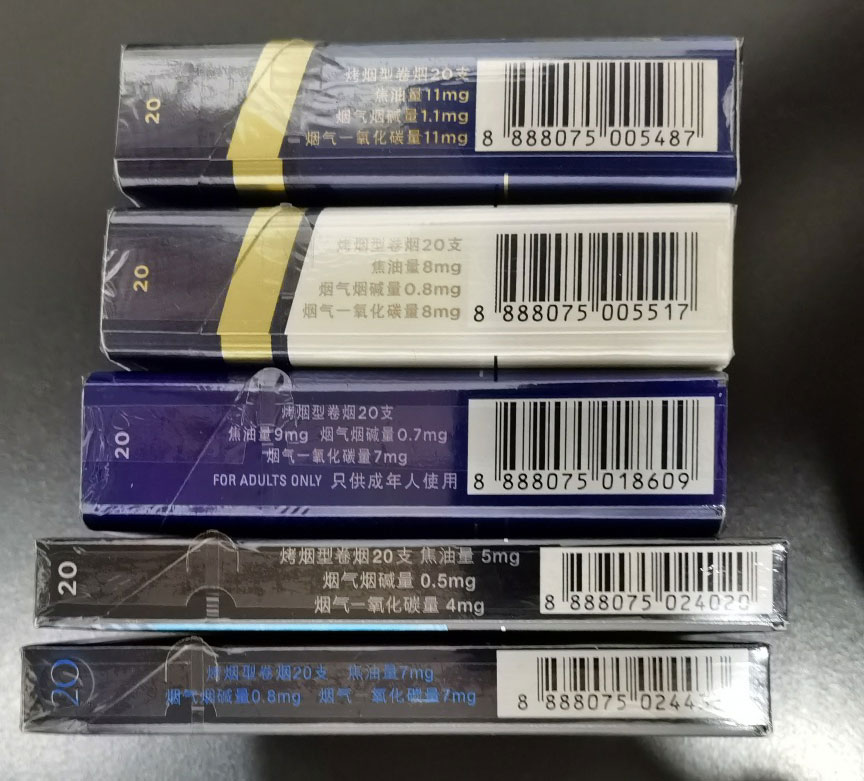 20
烤烟型卷烟20支
焦油量11mg
烟气烟碱量1.1mg
烟气一氧化碳量11mg
8 888075 005487
20
烤烟型卷烟20支
焦油量8mg
烟气烟碱量0.8mg
烟气一氧化碳量8mg
8 888075 005517
20
烤烟型卷烟20支
焦油量9mg 烟气烟碱量0.7mg
烟气一氧化碳量7mg
FOR ADULTS ONLY 只供成年人使用
8 888075 018609
20
烤烟型卷烟20支 焦油量 5mg
烟气烟碱量 0.5mg
烟气一氧化碳量 4mg
8 888075 024020
20
烤烟型卷烟20支 焦油量7mg
烟气烟碱量0.8mg 烟气一氧化碳量7mg
8 888075